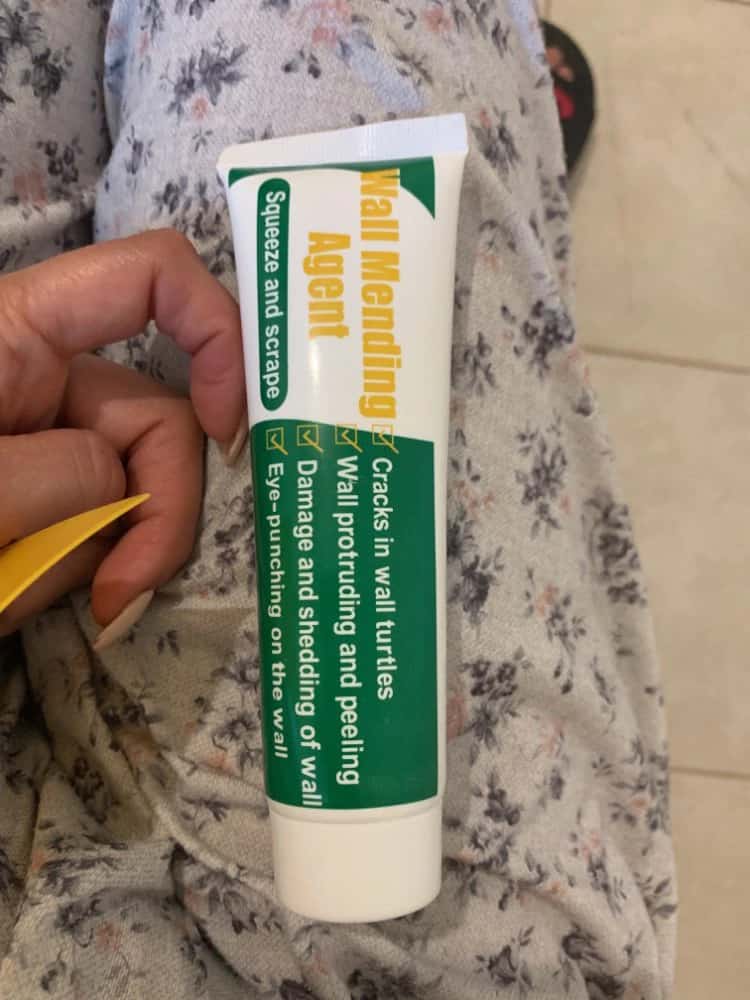 Wall Mending
Agent
Squeeze and scrape
Cracks in wall turtles
Wall protruding and peeling
Damage and shedding of wall
Eye-punching on the wall